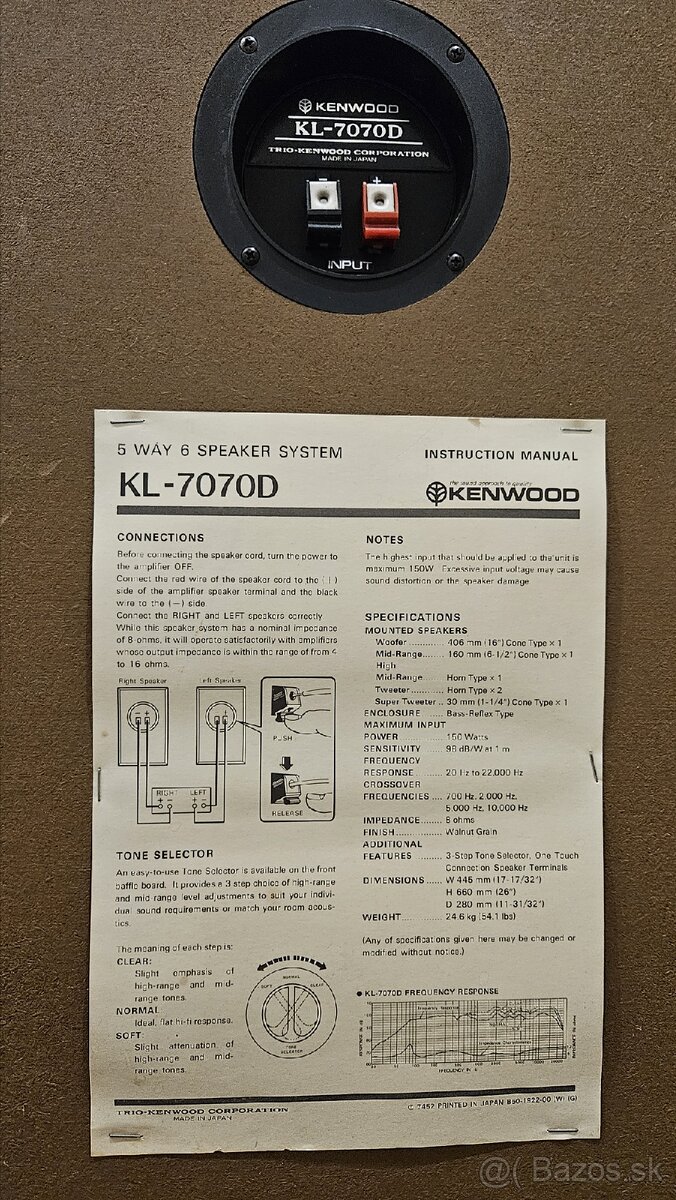 KENWOOD
KL-7070D
TRIO-KENWOOD CORPORATION
MADE IN JAPAN
- +
INPUT
5 WAY 6 SPEAKER SYSTEM
KL-7070D
INSTRUCTION MANUAL
the sound approach to quality
KENWOOD
CONNECTIONS
Before connecting the speaker cord, turn the power to
the amplifier OFF.
Connect the red wire of the speaker cord to the (+)
side of the amplifier speaker terminal and the black
wire to the (−) side.
Connect the RIGHT and LEFT speakers correctly.
While this speaker system has a nominal impedance
of 8-ohms, it will operate satisfactorily with amplifiers
whose output impedance is within the range of from 4
to 16 ohms.
Right Speaker
Left Speaker
PUSH
RELEASE
RIGHT LEFT
+ − − +
TONE SELECTOR
An easy-to-use Tone Selector is available on the front
baffle board. It provides a 3 step choice of high-range
and mid range level adjustments to suit your indivi-
dual sound requirements or match your room acous-
tics.
The meaning of each step is:
CLEAR:
Slight emphasis of
high-range and mid-
range tones.
NORMAL
Ideal, flat hi-fi response.
SOFT:
Slight attenuation of
high-range and mid-
range tones.
NORMAL
SOFT
CLEAR
TONE
SELECTOR
NOTES
The highest input that should be applied to the unit is
maximum 150W. Excessive input voltage may cause
sound distortion or the speaker damage.
SPECIFICATIONS
MOUNTED SPEAKERS
Woofer ............ 406 mm (16") Cone Type × 1
Mid-Range....... 160 mm (6-1/2") Cone Type × 1
High
Mid-Range....... Horn Type × 1
Tweeter ........... Horn Type × 2
Super Tweeter .. 30 mm (1-1/4") Cone Type × 1
ENCLOSURE ..... Bass-Reflex Type
MAXIMUM INPUT
POWER ............. 150 Watts
SENSITIVITY ..... 98 dB/W at 1 m
FREQUENCY
RESPONSE ........ 20 Hz to 22,000 Hz
CROSSOVER
FREQUENCIES .... 700 Hz, 2,000 Hz,
5,000 Hz, 10,000 Hz
IMPEDANCE........ 8 ohms
FINISH............... Walnut Grain
ADDITIONAL
FEATURES ........ 3-Step Tone Selector, One Touch
Connection Speaker Terminals
DIMENSIONS ..... W 445 mm (17-17/32")
H 660 mm (26")
D 280 mm (11-31/32")
WEIGHT............. 24.6 kg (54.1 lbs)
(Any of specifications given here may be changed or
modified without notice.)
● KL-7070D FREQUENCY RESPONSE
TRIO-KENWOOD CORPORATION
MADE IN JAPAN
© 7452 PRINTED IN JAPAN B50-1822-00 (W) (G)
@( Bazos.sk